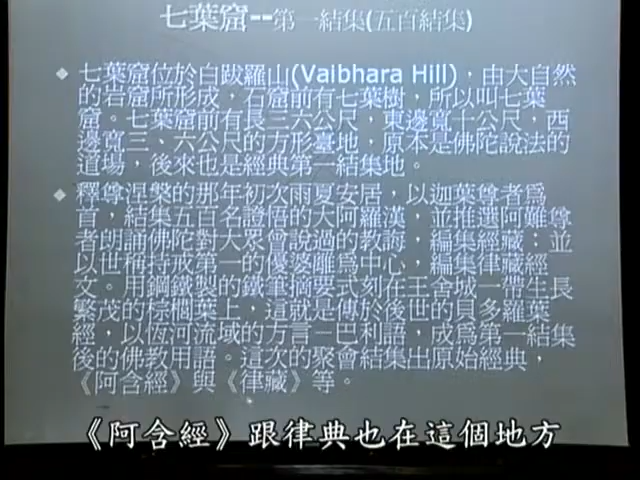 七葉窟--第一結集(五百結集)
◆ 七葉窟位於白跋羅山(Vaibhara Hill)，由大自然
的岩窟所形成，石窟前有七葉樹，所以叫七葉
窟。七葉窟前有長三六公尺，東邊寬十公尺，西
邊寬三、六公尺的方形臺地，原本是佛陀說法的
道場，後來也是經典第一結集地。
◆ 釋尊涅槃的那年初次雨夏安居，以迦葉尊者為
首，結集五百名證悟的大阿羅漢，並推選阿難尊
者朗誦佛陀對大眾曾說過的教誨，編集經藏；並
以世稱持戒第一的優婆離為中心，編集律藏經
文。用鋼鐵製的鐵筆摘要式刻在王舍城一帶生長
繁茂的棕櫚葉上，這就是傳於後世的貝多羅葉
經，以恆河流域的方言－巴利語，成為第一結集
後的佛教用語。這次的聚會結集出原始經典，
《阿含經》與《律藏》等。
《阿含經》跟律典也在這個地方